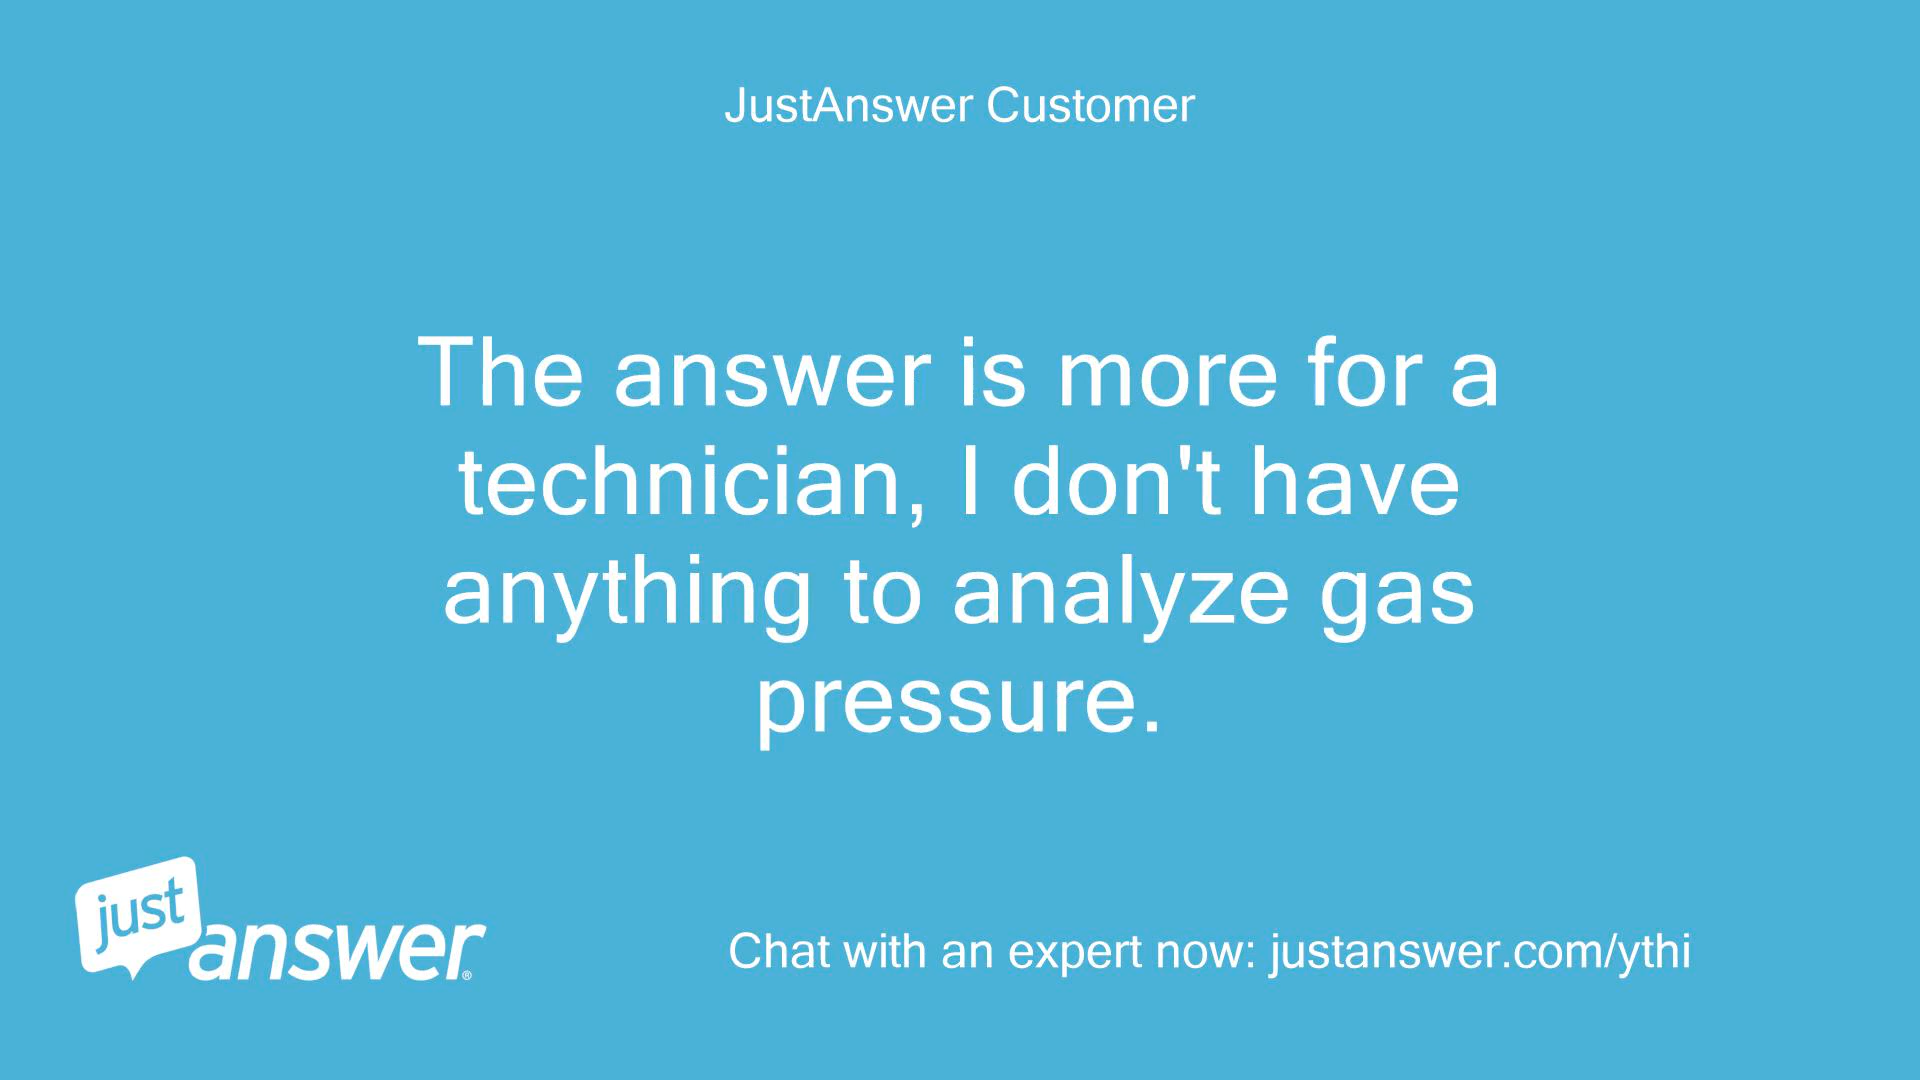 JustAnswer Customer
The answer is more for a
technician, I don't have
anything to analyze gas
pressure.
just
answer®
Chat with an expert now: justanswer.com/ythi